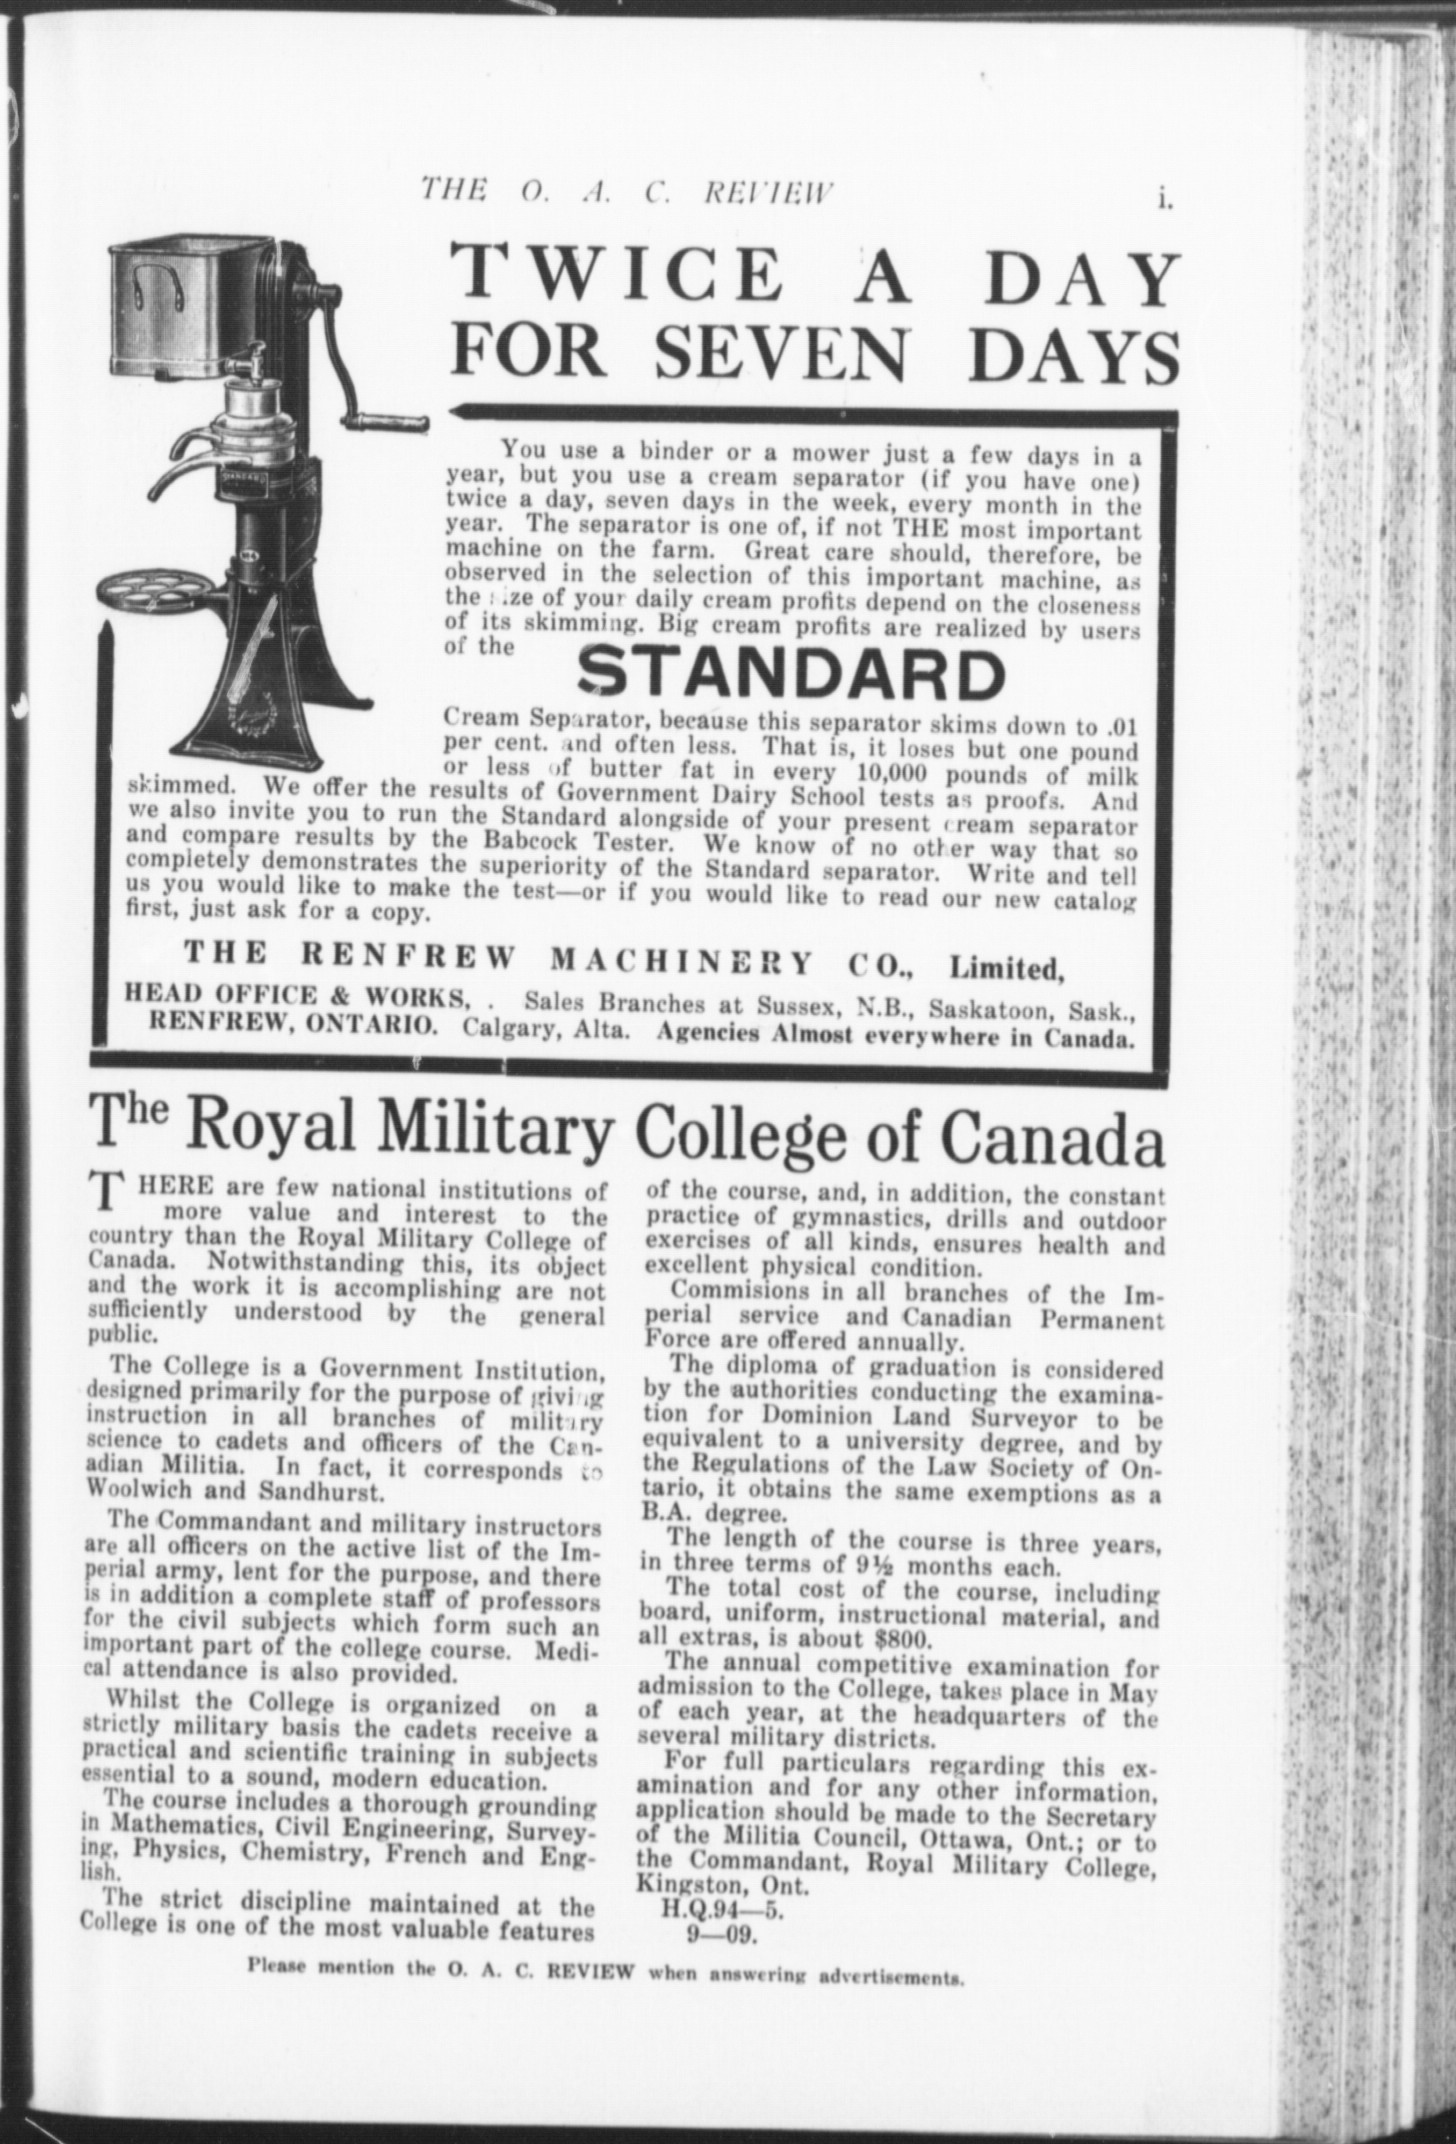 THE O. A. C. REVIEW
i.
TWICE A DAY
FOR SEVEN DAYS
You use a binder or a mower just a few days in a
year, but you use a cream separator (if you have one)
twice a day, seven days in the week, every month in the
year. The separator is one of, if not THE most important
machine on the farm. Great care should, therefore, be
observed in the selection of this important machine, as
the size of your daily cream profits depend on the closeness
of its skimming. Big cream profits are realized by users
of the
STANDARD
Cream Separator, because this separator skims down to .01
per cent. and often less. That is, it loses but one pound
or less of butter fat in every 10,000 pounds of milk
skimmed. We offer the results of Government Dairy School tests as proofs. And
we also invite you to run the Standard alongside of your present cream separator
and compare results by the Babcock Tester. We know of no other way that so
completely demonstrates the superiority of the Standard separator. Write and tell
us you would like to make the test—or if you would like to read our new catalog
first, just ask for a copy.
THE RENFREW MACHINERY CO., Limited,
HEAD OFFICE & WORKS, . Sales Branches at Sussex, N.B., Saskatoon, Sask.,
RENFREW, ONTARIO. Calgary, Alta. Agencies Almost everywhere in Canada.
The Royal Military College of Canada
THERE are few national institutions of
more value and interest to the
country than the Royal Military College of
Canada. Notwithstanding this, its object
and the work it is accomplishing are not
sufficiently understood by the general
public.
The College is a Government Institution,
designed primarily for the purpose of giving
instruction in all branches of military
science to cadets and officers of the Can-
adian Militia. In fact, it corresponds to
Woolwich and Sandhurst.
The Commandant and military instructors
are all officers on the active list of the Im-
perial army, lent for the purpose, and there
is in addition a complete staff of professors
for the civil subjects which form such an
important part of the college course. Medi-
cal attendance is also provided.
Whilst the College is organized on a
strictly military basis the cadets receive a
practical and scientific training in subjects
essential to a sound, modern education.
The course includes a thorough grounding
in Mathematics, Civil Engineering, Survey-
ing, Physics, Chemistry, French and Eng-
lish.
The strict discipline maintained at the
College is one of the most valuable features
of the course, and, in addition, the constant
practice of gymnastics, drills and outdoor
exercises of all kinds, ensures health and
excellent physical condition.
Commisions in all branches of the Im-
perial service and Canadian Permanent
Force are offered annually.
The diploma of graduation is considered
by the authorities conducting the examina-
tion for Dominion Land Surveyor to be
equivalent to a university degree, and by
the Regulations of the Law Society of On-
tario, it obtains the same exemptions as a
B.A. degree.
The length of the course is three years,
in three terms of 9½ months each.
The total cost of the course, including
board, uniform, instructional material, and
all extras, is about $800.
The annual competitive examination for
admission to the College, takes place in May
of each year, at the headquarters of the
several military districts.
For full particulars regarding this ex-
amination and for any other information,
application should be made to the Secretary
of the Militia Council, Ottawa, Ont.; or to
the Commandant, Royal Military College,
Kingston, Ont.
H.Q.94—5.
9—09.
Please mention the O. A. C. REVIEW when answering advertisements.